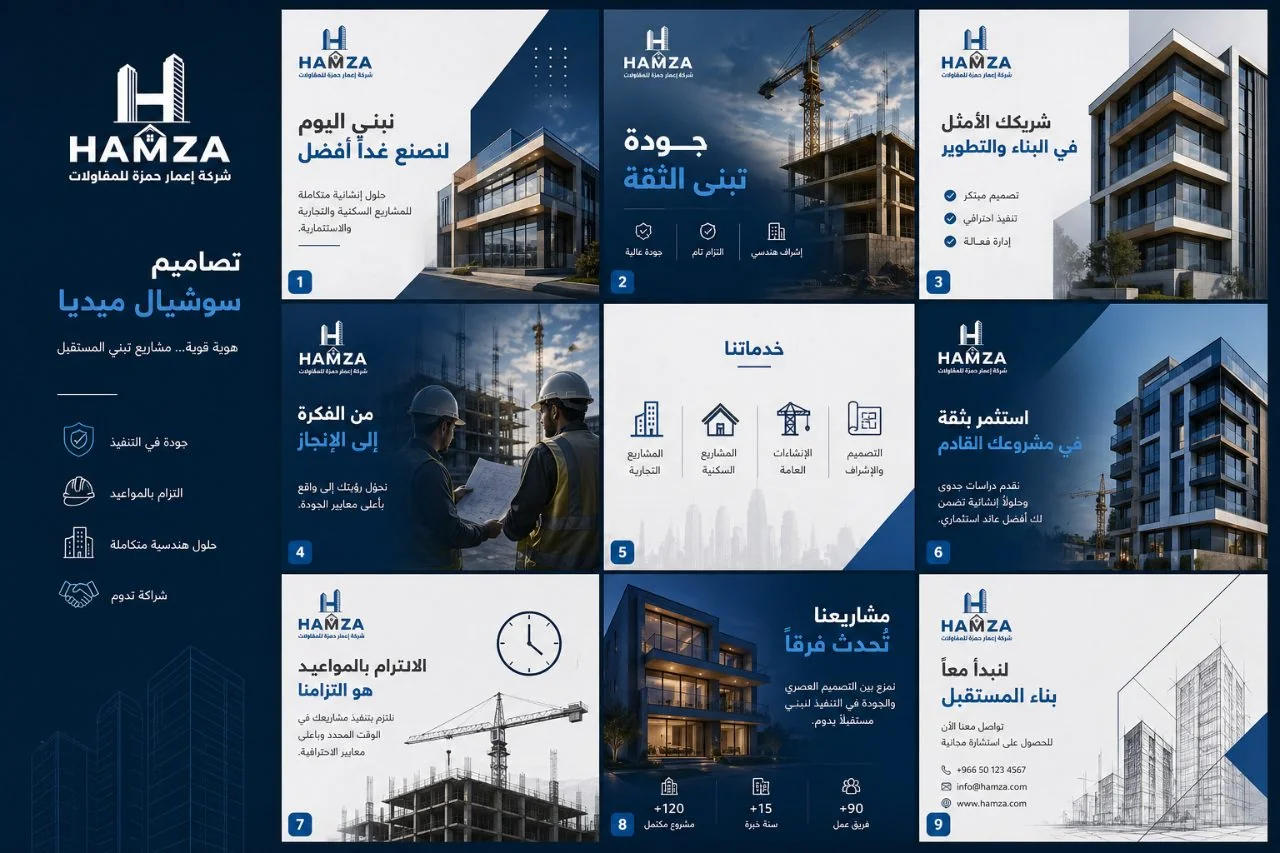 HAMZA
شركة إعمار حمزة للمقاولات
تصاميم
سوشيال ميديا
هوية قوية... مشاريع تبني المستقبل
جودة في التنفيذ
التزام بالمواعيد
حلول هندسية متكاملة
شراكة تدوم
HAMZA
شركة إعمار حمزة للمقاولات
نبني اليوم
لنصنع غداً أفضل
حلول إنشائية متكاملة
للمشاريع السكنية والتجارية
والاستثمارية.
1
HAMZA
شركة إعمار حمزة للمقاولات
جودة
تبنى الثقة
إشراف هندسي
التزام تام
جودة عالية
2
HAMZA
شركة إعمار حمزة للمقاولات
شريكك الأمثل
في البناء والتطوير
تصميم مبتكر
تنفيذ احترافي
إدارة فعالة
3
HAMZA
شركة إعمار حمزة للمقاولات
من الفكرة
إلى الإنجاز
نحوّل رؤيتك إلى واقع
بأعلى معايير الجودة.
4
خدماتنا
التصميم
والإشراف
الإنشاءات
العامة
المشاريع
السكنية
المشاريع
التجارية
5
HAMZA
شركة إعمار حمزة للمقاولات
استثمر بثقة
في مشروعك القادم
نقدم دراسات جدوى
وحلولاً إنشائية تضمن
لك أفضل عائد استثماري.
6
HAMZA
شركة إعمار حمزة للمقاولات
الالتزام بالمواعيد
هو التزامنا
نلتزم بتنفيذ مشاريعك في
الوقت المحدد وبأعلى
معايير الاحترافية.
7
مشاريعنا
تُحدث فرقاً
نمزج بين التصميم العصري
والجودة في التنفيذ لنبني
مستقبلاً يدوم.
+90
فريق عمل
+15
سنة خبرة
+120
مشروع مكتمل
8
HAMZA
شركة إعمار حمزة للمقاولات
لنبدأ معاً
بناء المستقبل
تواصل معنا الآن
للحصول على استشارة مجانية
+966 50 123 4567
info@hamza.com
www.hamza.com
9